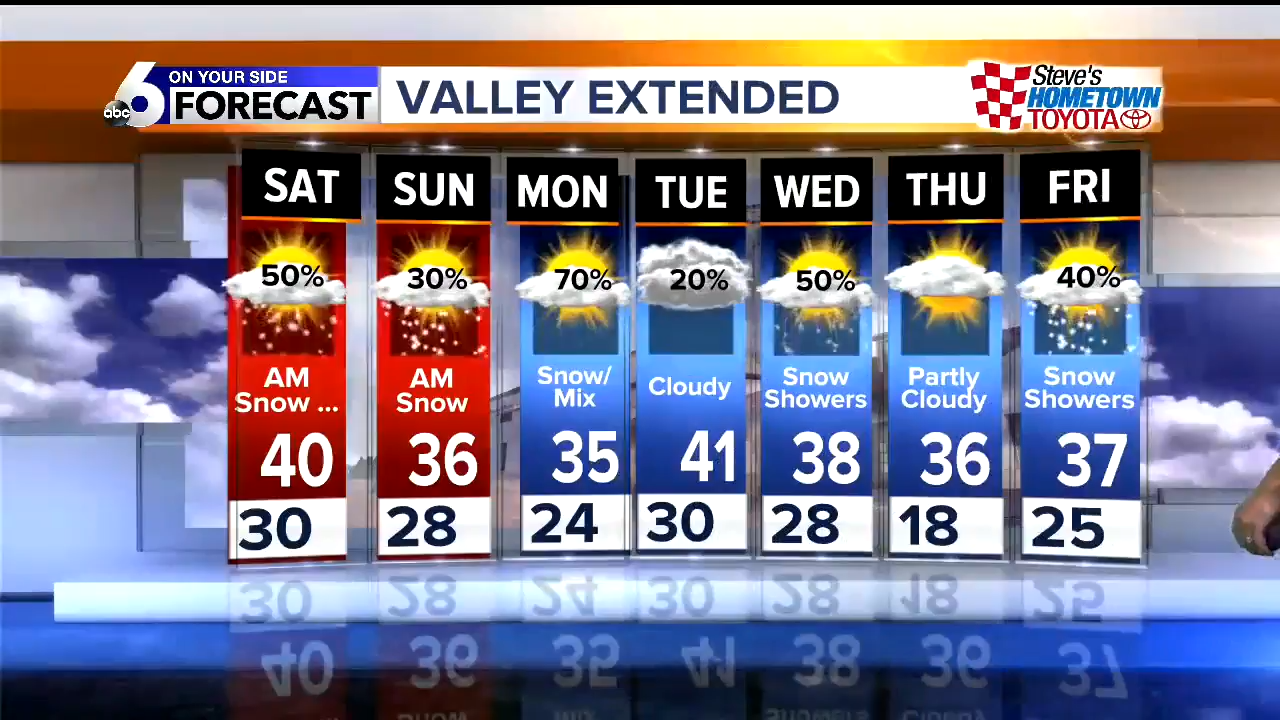 abc 6
ON YOUR SIDE
FORECAST
VALLEY EXTENDED
Steve's
HOMETOWN
TOYOTA
SAT
50%
AM
Snow ...
40
30
SUN
30%
AM
Snow
36
28
MON
70%
Snow/
Mix
35
24
TUE
20%
Cloudy
41
30
WED
50%
Snow
Showers
38
28
THU
Partly
Cloudy
36
18
FRI
40%
Snow
Showers
37
25